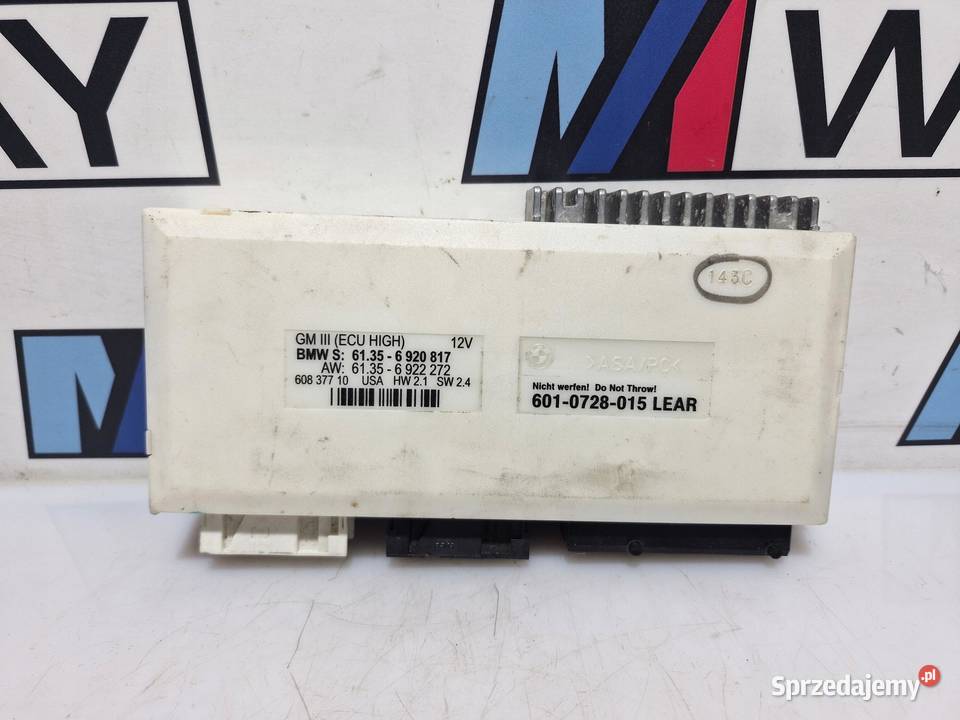 AY
M W
143C
GM III (ECU HIGH) 12V
BMW S: 61.35 - 6 920 817
AW: 61.35 - 6 922 272
608 377 10 USA HW 2.1 SW 2.4
>ASA/PC<
Nicht werfen! Do Not Throw!
601-0728-015 LEAR
Sprzedajemy.pl